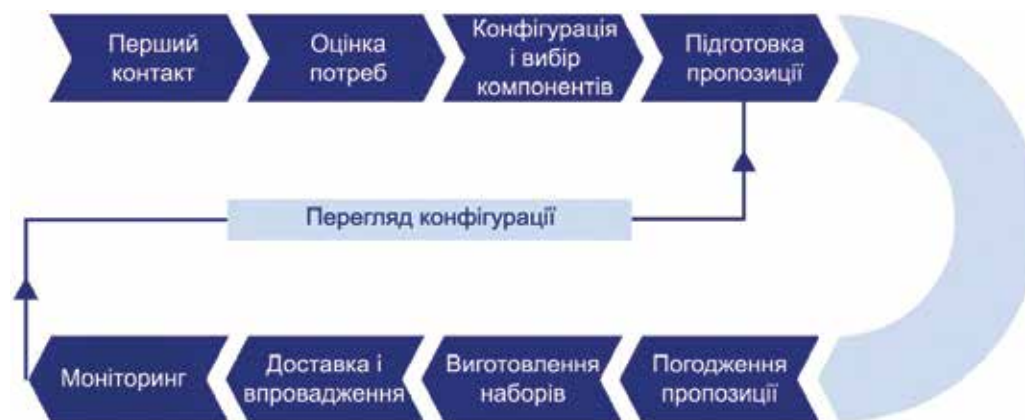 Перший
контакт
Оцінка
потреб
Конфігурація
і вибір
компонентів
Підготовка
пропозиції
Перегляд конфігурації
Моніторинг
Доставка і
впровадження
Виготовлення
наборів
Погодження
пропозиції